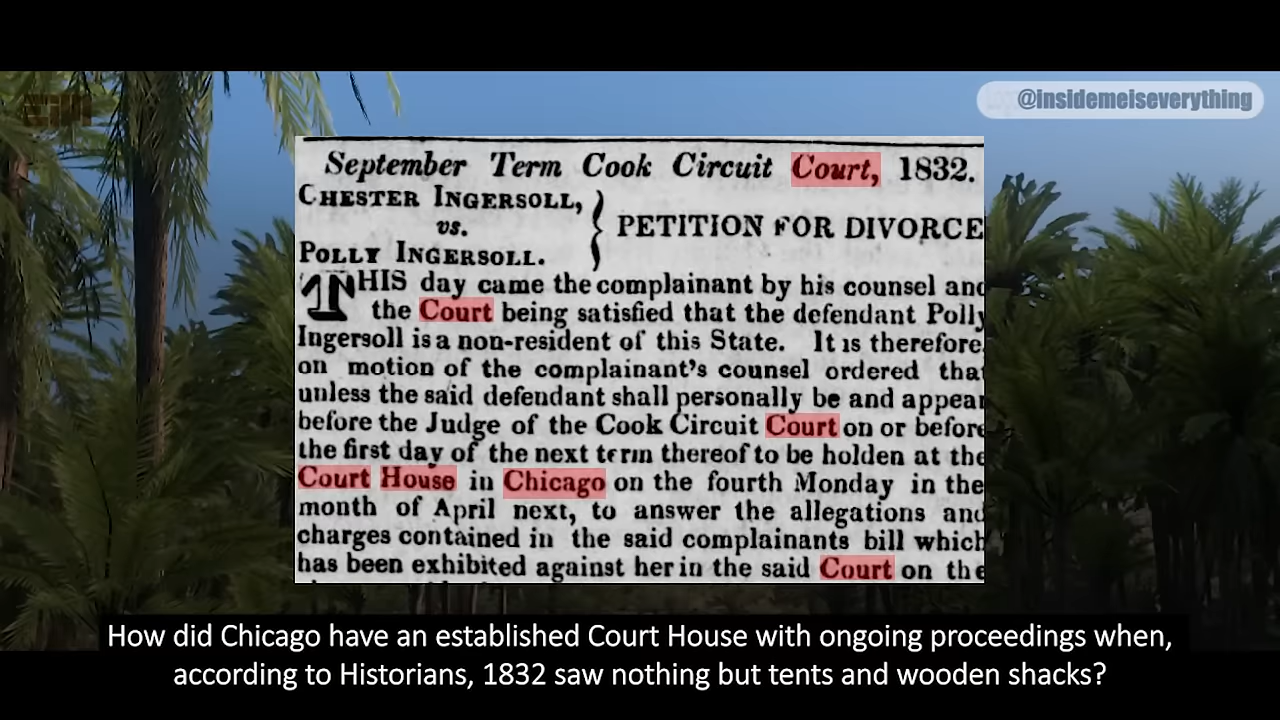 @insidemeiseverything
September Term Cook Circuit Court, 1832.
CHESTER INGERSOLL,
vs.
POLLY INGERSOLL.
PETITION FOR DIVORCE
THIS day came the complainant by his counsel and
the Court being satisfied that the defendant Polly
Ingersoll is a non-resident of this State. It is therefore,
on motion of the complainant's counsel ordered that
unless the said defendant shall personally be and appear
before the Judge of the Cook Circuit Court on or before
the first day of the next term thereof to be holden at the
Court House in Chicago on the fourth Monday in the
month of April next, to answer the allegations and
charges contained in the said complainants bill which
has been exhibited against her in the said Court on the
How did Chicago have an established Court House with ongoing proceedings when,
according to Historians, 1832 saw nothing but tents and wooden shacks?